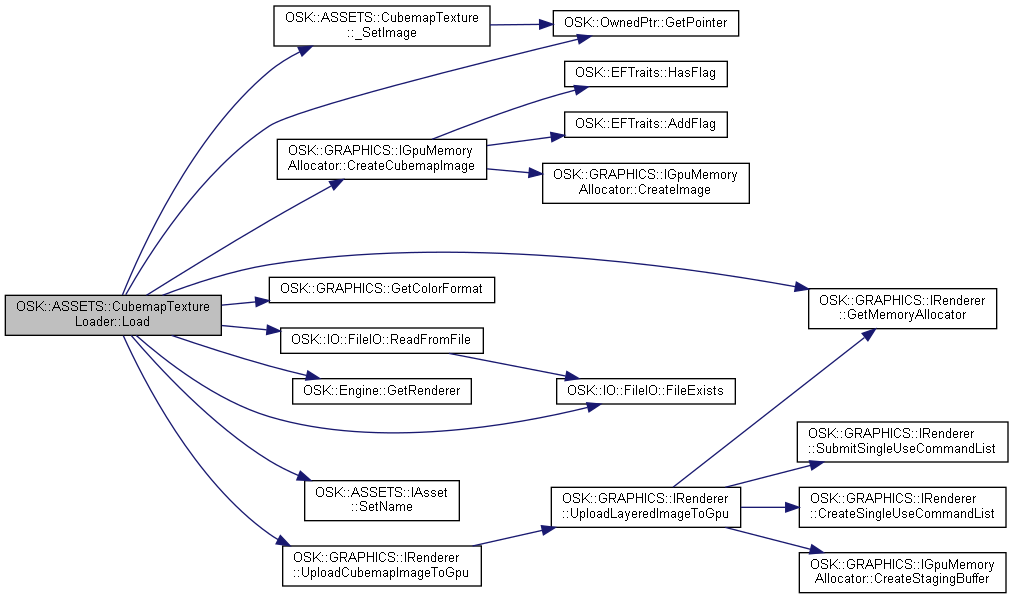 OSK::ASSETS::CubemapTexture
::_SetImage
OSK::OwnedPtr::GetPointer
OSK::EFTraits::HasFlag
OSK::EFTraits::AddFlag
OSK::GRAPHICS::IGpuMemory
Allocator::CreateCubemapImage
OSK::GRAPHICS::IGpuMemory
Allocator::CreateImage
OSK::ASSETS::CubemapTexture
Loader::Load
OSK::GRAPHICS::GetColorFormat
OSK::GRAPHICS::IRenderer
::GetMemoryAllocator
OSK::IO::FileIO::ReadFromFile
OSK::Engine::GetRenderer
OSK::IO::FileIO::FileExists
OSK::GRAPHICS::IRenderer
::SubmitSingleUseCommandList
OSK::ASSETS::IAsset
::SetName
OSK::GRAPHICS::IRenderer
::UploadLayeredImageToGpu
OSK::GRAPHICS::IRenderer
::CreateSingleUseCommandList
OSK::GRAPHICS::IRenderer
::UploadCubemapImageToGpu
OSK::GRAPHICS::IGpuMemory
Allocator::CreateStagingBuffer